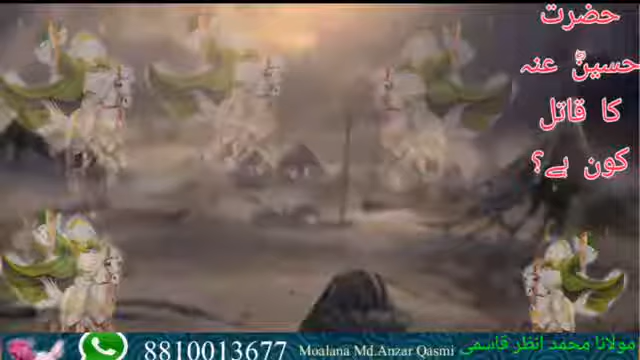 حضرت
حسینؓ عنہ
کا قاتل
کون ہے؟
8810013677 Moalana Md.Anzar Qasmi مولانا محمد انظر قاسمی